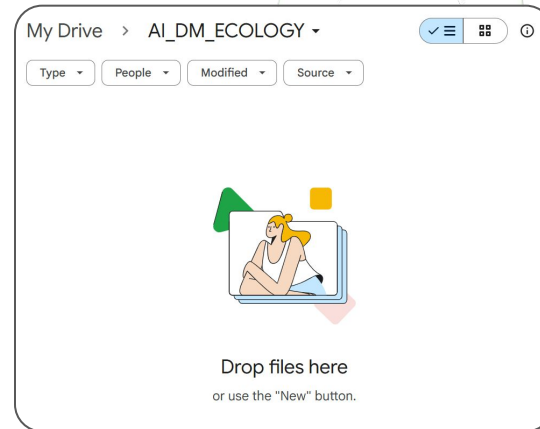 My Drive > AI_DM_ECOLOGY
Type People Modified Source
Drop files here
or use the "New" button.